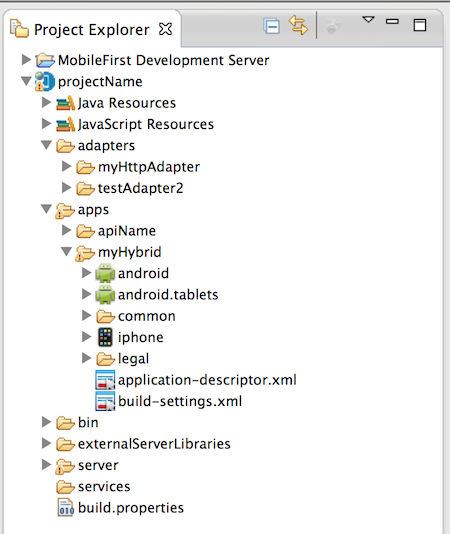 Project Explorer
MobileFirst Development Server
projectName
Java Resources
JavaScript Resources
adapters
myHttpAdapter
testAdapter2
apps
apiName
myHybrid
android
android.tablets
common
iphone
legal
application-descriptor.xml
build-settings.xml
bin
externalServerLibraries
server
services
build.properties